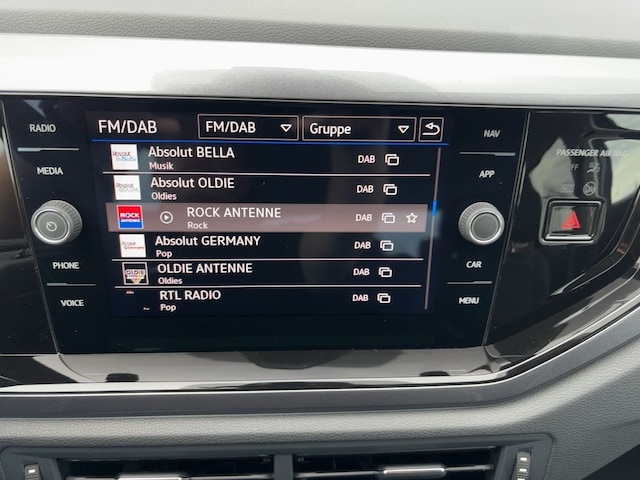 RADIO
MEDIA
PHONE
VOICE
FM/DAB FM/DAB Gruppe
Absolut BELLA DAB
Musik
Absolut OLDIE DAB
Oldies
ROCK ANTENNE ROCK ANTENNE DAB
Rock
Absolut GERMANY DAB
Pop
OLDIE ANTENNE DAB
Oldies
RTL RADIO DAB
Pop
NAV
APP
CAR
MENU
PASSENGER AIR BAG